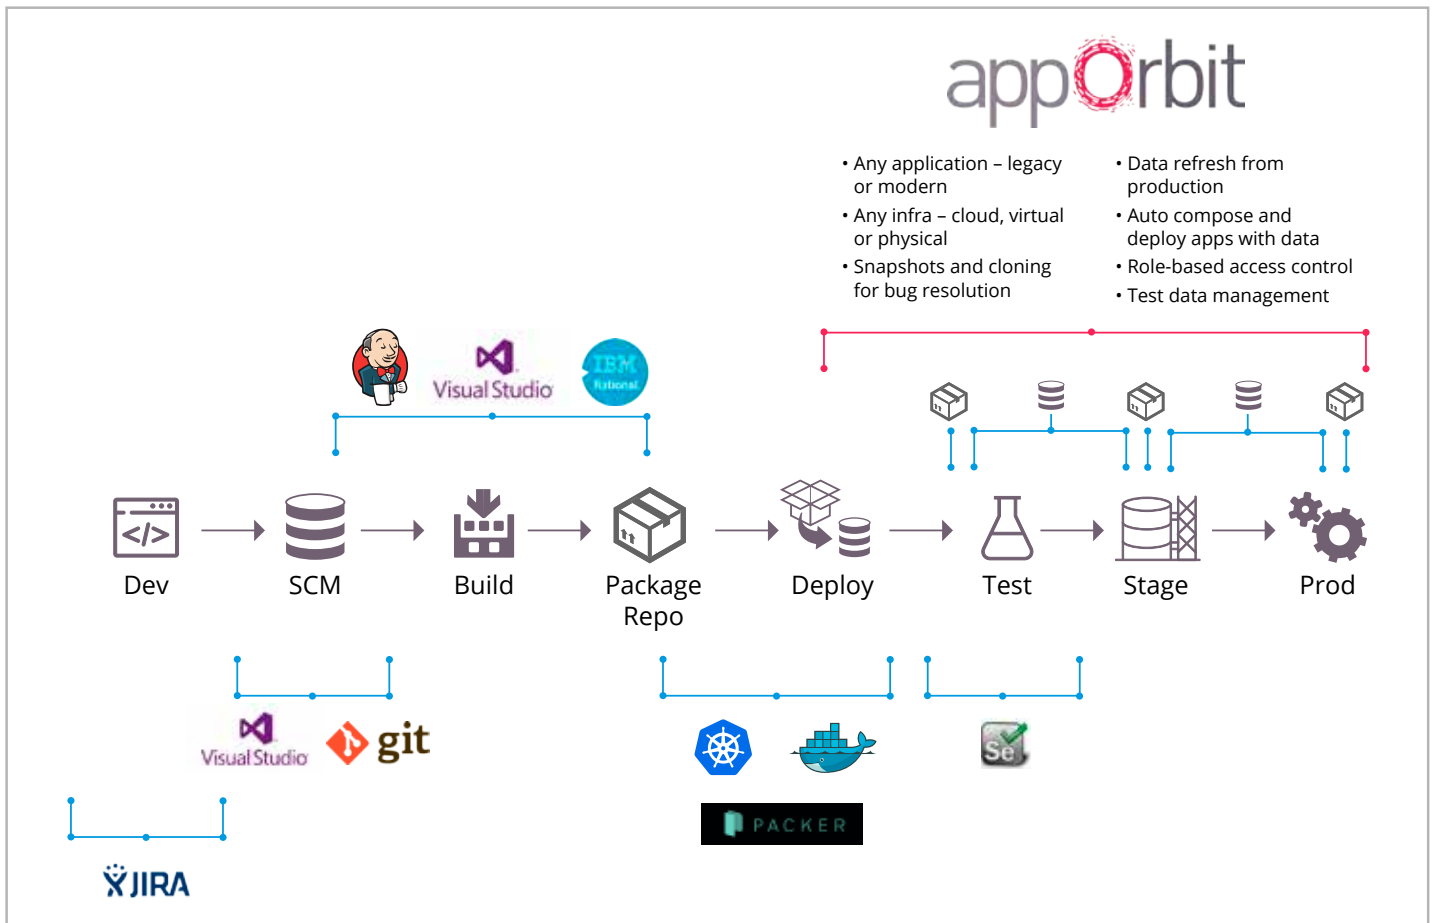 appOrbit
• Any application – legacy
or modern
• Any infra – cloud, virtual
or physical
• Snapshots and cloning
for bug resolution
• Data refresh from
production
• Auto compose and
deploy apps with data
• Role-based access control
• Test data management
Visual Studio
IBM
Rational
</>
Dev
SCM
Build
Package
Repo
Deploy
Test
Stage
Prod
Visual Studio
git
Se
PACKER
JIRA